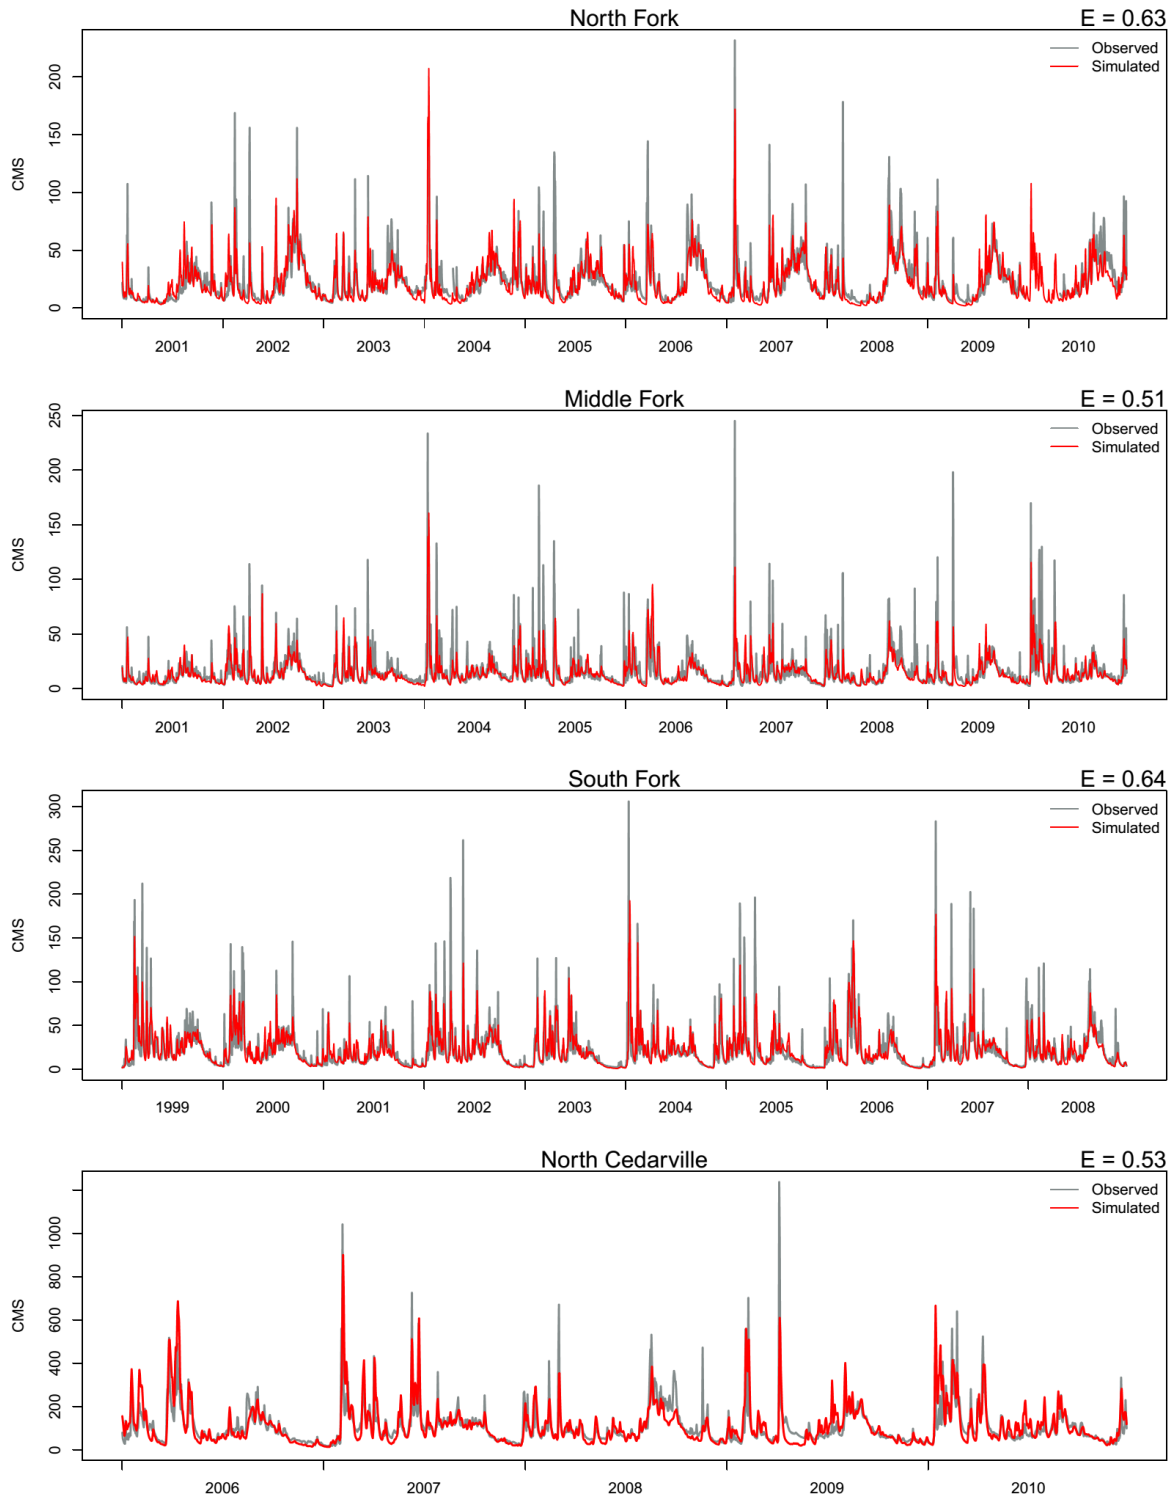 North Fork E = 0.63
Observed
Simulated
200
150
100
50
0
CMS
2001 2002 2003 2004 2005 2006 2007 2008 2009 2010
Middle Fork E = 0.51
Observed
Simulated
250
200
150
100
50
0
CMS
2001 2002 2003 2004 2005 2006 2007 2008 2009 2010
South Fork E = 0.64
Observed
Simulated
300
250
200
150
100
50
0
CMS
1999 2000 2001 2002 2003 2004 2005 2006 2007 2008
North Cedarville E = 0.53
Observed
Simulated
1000
800
600
400
200
0
CMS
2006 2007 2008 2009 2010